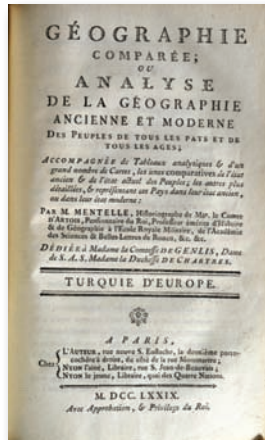 GÉOGRAPHIE
COMPARÉE;
OU
ANALYSE
DE LA GÉOGRAPHIE
ANCIENNE ET MODERNE
DES PEUPLES DE TOUS LES PAYS ET DE
TOUS LES AGES;
ACCOMPAGNÉE de Tableaux analytiques & d'un
grand nombre de Cartes, les unes comparatives de l'état
ancien & de l'état actuel des Peuples; les autres plus
détaillées, & représentant ces Pays dans leur état ancien,
ou dans leur état moderne:
PAR M. MENTELLE, Historiographe de Mgr. le Comte
D'ARTOIS, Pensionnaire du Roi, Professeur émérite d'Histoire
& de Géographie à l'Ecole Royale Militaire, de l'Académie
des Sciences & Belles-Lettres de Rouen, &c. &c.
DÉDIÉE à Madame la Comtesse DE GENLIS, Dame
de S. A. S. Madame la Duchesse DE CHARTRES.
TURQUIE D'EUROPE.
A PARIS,
L'AUTEUR, rue neuve S. Eustache, la deuxième porte
cochère à droite, du côté de la rue Montmartre;
Chez NYON l'aîné, Libraire, rue S. Jean-de-Beauvais;
NYON le jeune, Libraire, quai des Quatre Nations.
M. DCC. LXXIX.
Avec Approbation, & Privilège du Roi.